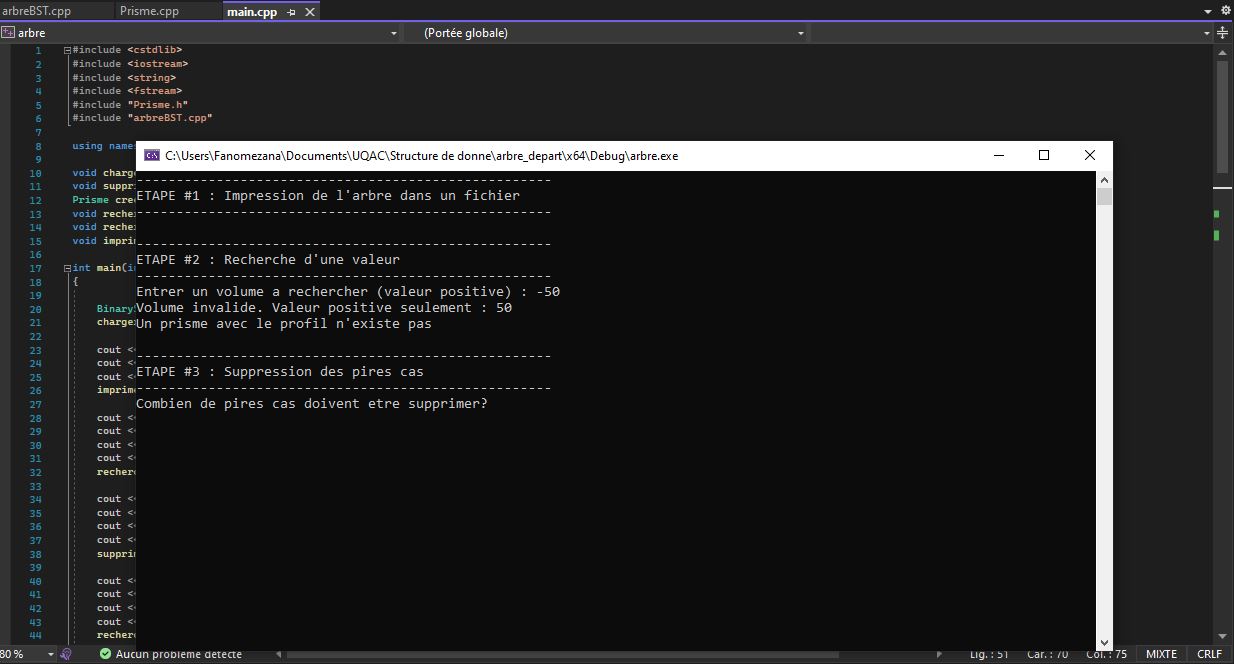 arbreBST.cpp
Prisme.cpp
main.cpp
arbre
(Portée globale)
1 #include <cstdlib>
2 #include <iostream>
3 #include <string>
4 #include <fstream>
5 #include "Prisme.h"
6 #include "arbreBST.cpp"
7
8 using name
9
10 void charg
11 void suppr
12 Prisme cre
13 void reche
14 void reche
15 void impri
16
17 int main(i
18 {
19
20 Binary
21 charge
22
23 cout <
24 cout <
25 cout <
26 imprim
27
28 cout <
29 cout <
30 cout <
31 cout <
32 recher
33
34 cout <
35 cout <
36 cout <
37 cout <
38 supprim
39
40 cout <
41 cout <
42 cout <
43 cout <
44 recher
C:\Users\Fanomezana\Documents\UQAC\Structure de donne\arbre_depart\x64\Debug\arbre.exe
----------------------------------------------------
ETAPE #1 : Impression de l'arbre dans un fichier
----------------------------------------------------
----------------------------------------------------
ETAPE #2 : Recherche d'une valeur
----------------------------------------------------
Entrer un volume a rechercher (valeur positive) : -50
Volume invalide. Valeur positive seulement : 50
Un prisme avec le profil n'existe pas
----------------------------------------------------
ETAPE #3 : Suppression des pires cas
----------------------------------------------------
Combien de pires cas doivent etre supprimer?
80 %
Aucun problème détecté
Lig. : 51
Car. : 70
Col. : 75
MIXTE
CRLF